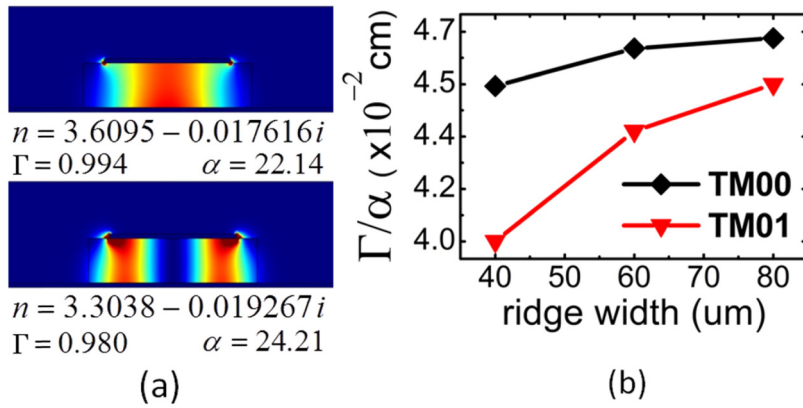 n = 3.6095 − 0.017616i
Γ = 0.994 α = 22.14
n = 3.3038 − 0.019267i
Γ = 0.980 α = 24.21
(a)
Γ/α (x10⁻² cm)
4.7
4.5
4.4
4.2
4.0
TM00
TM01
40 50 60 70 80
ridge width (um)
(b)